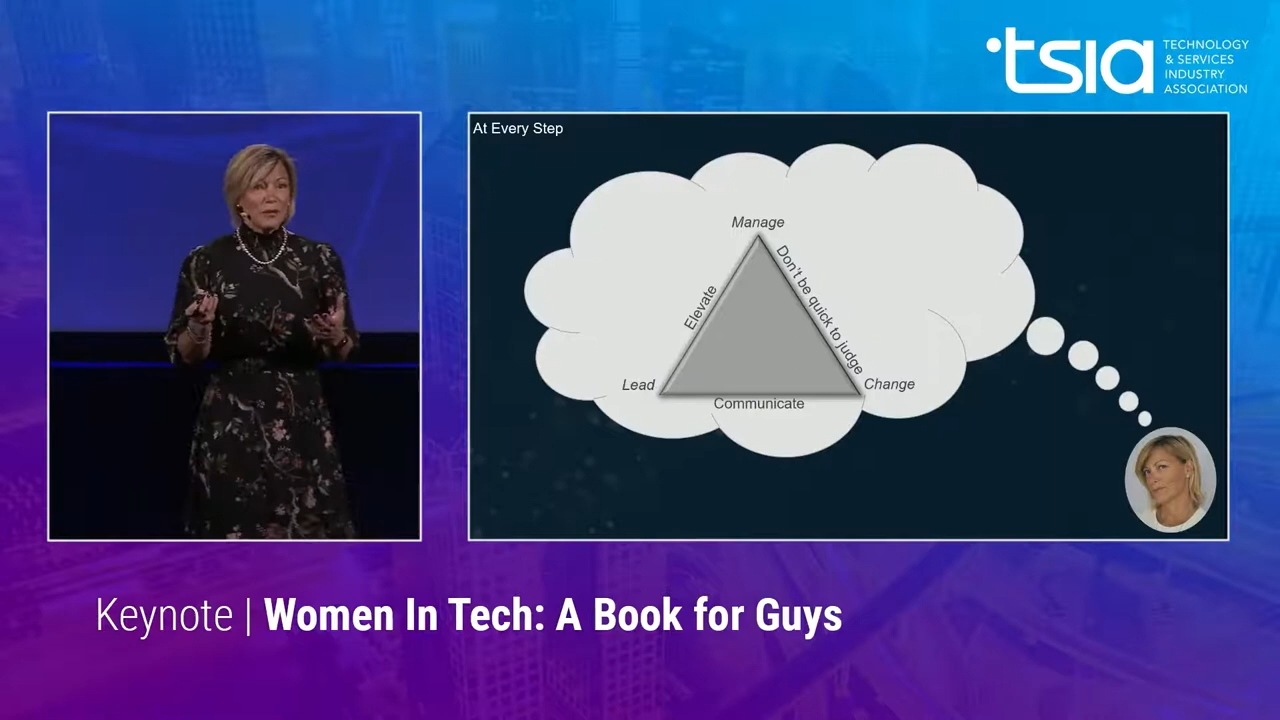 tsia
TECHNOLOGY
& SERVICES
INDUSTRY
ASSOCIATION
At Every Step
Manage
Elevate
Don't be quick to judge
Lead
Change
Communicate
Keynote | Women In Tech: A Book for Guys